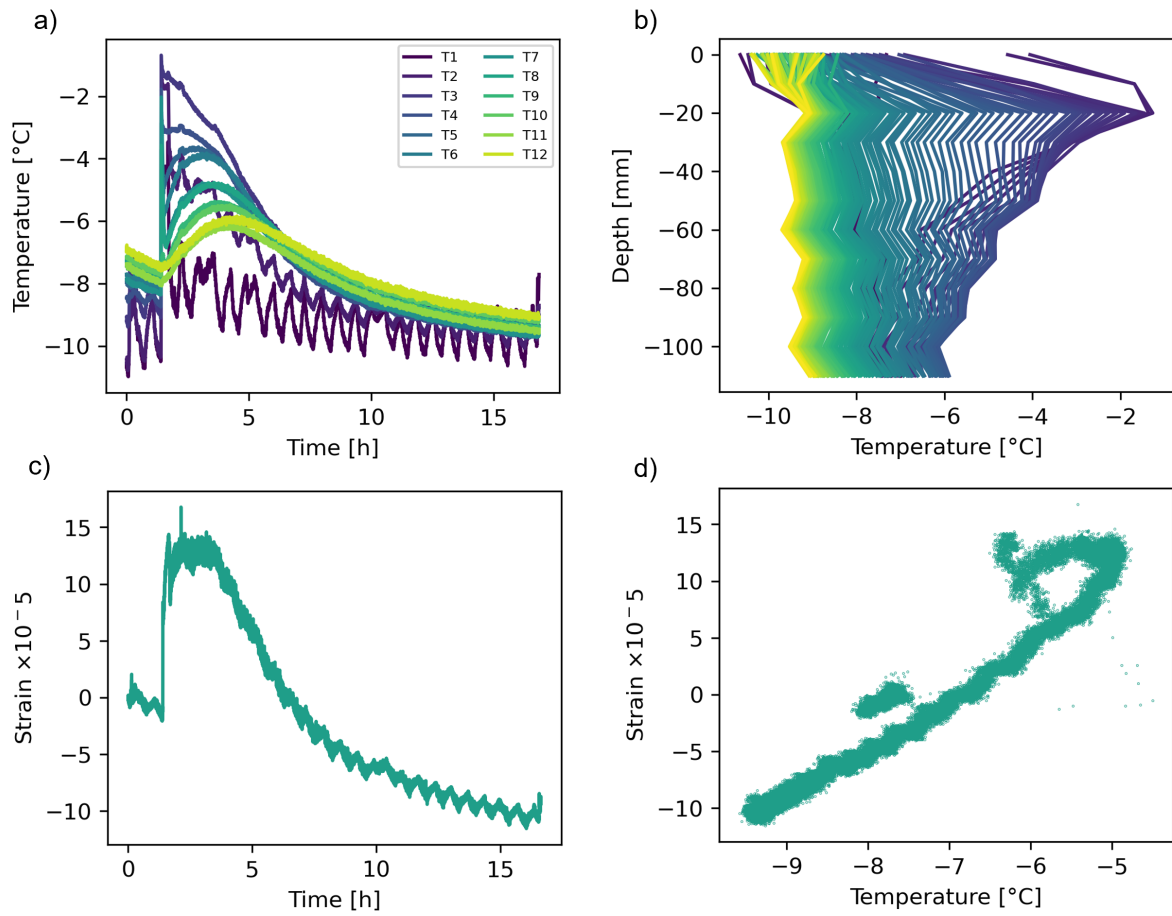 a)
Temperature [°C]
−2
−4
−6
−8
−10
0
5
10
15
Time [h]
T1
T2
T3
T4
T5
T6
T7
T8
T9
T10
T11
T12
b)
Depth [mm]
0
−20
−40
−60
−80
−100
−10
−8
−6
−4
−2
Temperature [°C]
c)
Strain ×10⁻5
15
10
5
0
−5
−10
0
5
10
15
Time [h]
d)
Strain ×10⁻5
15
10
5
0
−5
−10
−9
−8
−7
−6
−5
Temperature [°C]